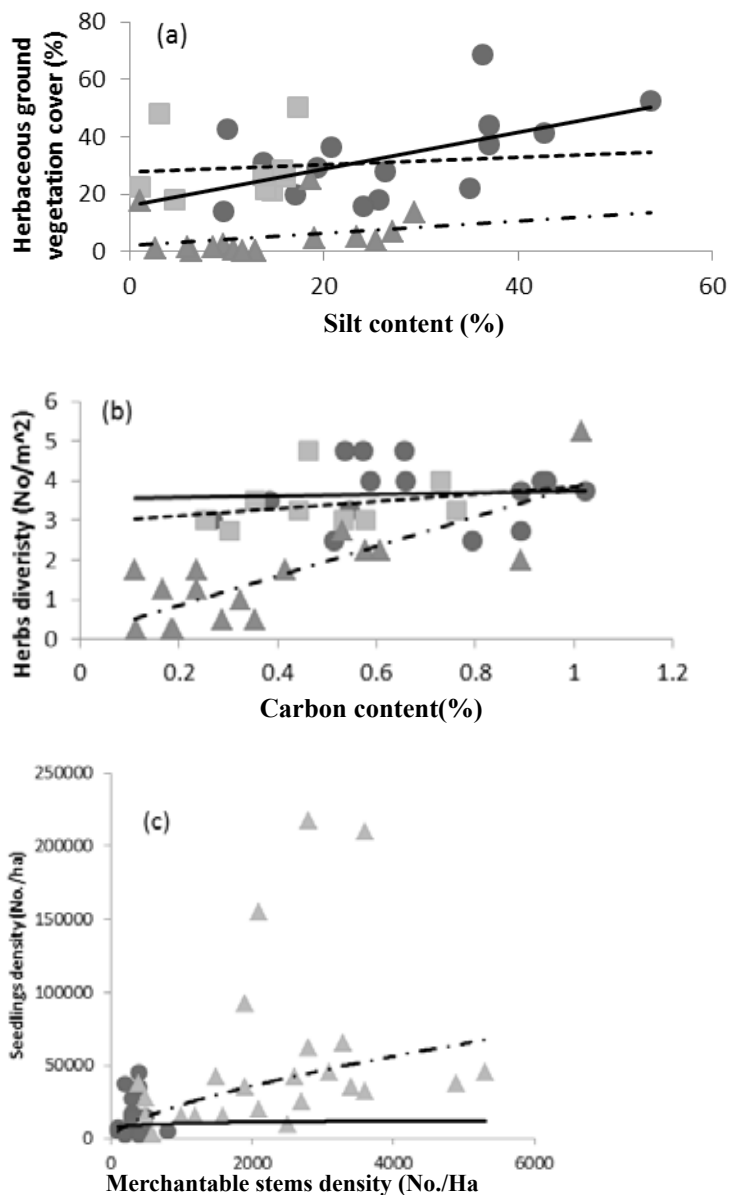 (a)
Herbaceous ground
vegetation cover (%)
80
60
40
20
0
0 20 40 60
Silt content (%)
(b)
Herbs diveristy (No/m^2)
6
5
4
3
2
1
0
0 0.2 0.4 0.6 0.8 1 1.2
Carbon content(%)
(c)
Seedlings density (No./ha)
250000
200000
150000
100000
50000
0
0 2000 4000 6000
Merchantable stems density (No./Ha